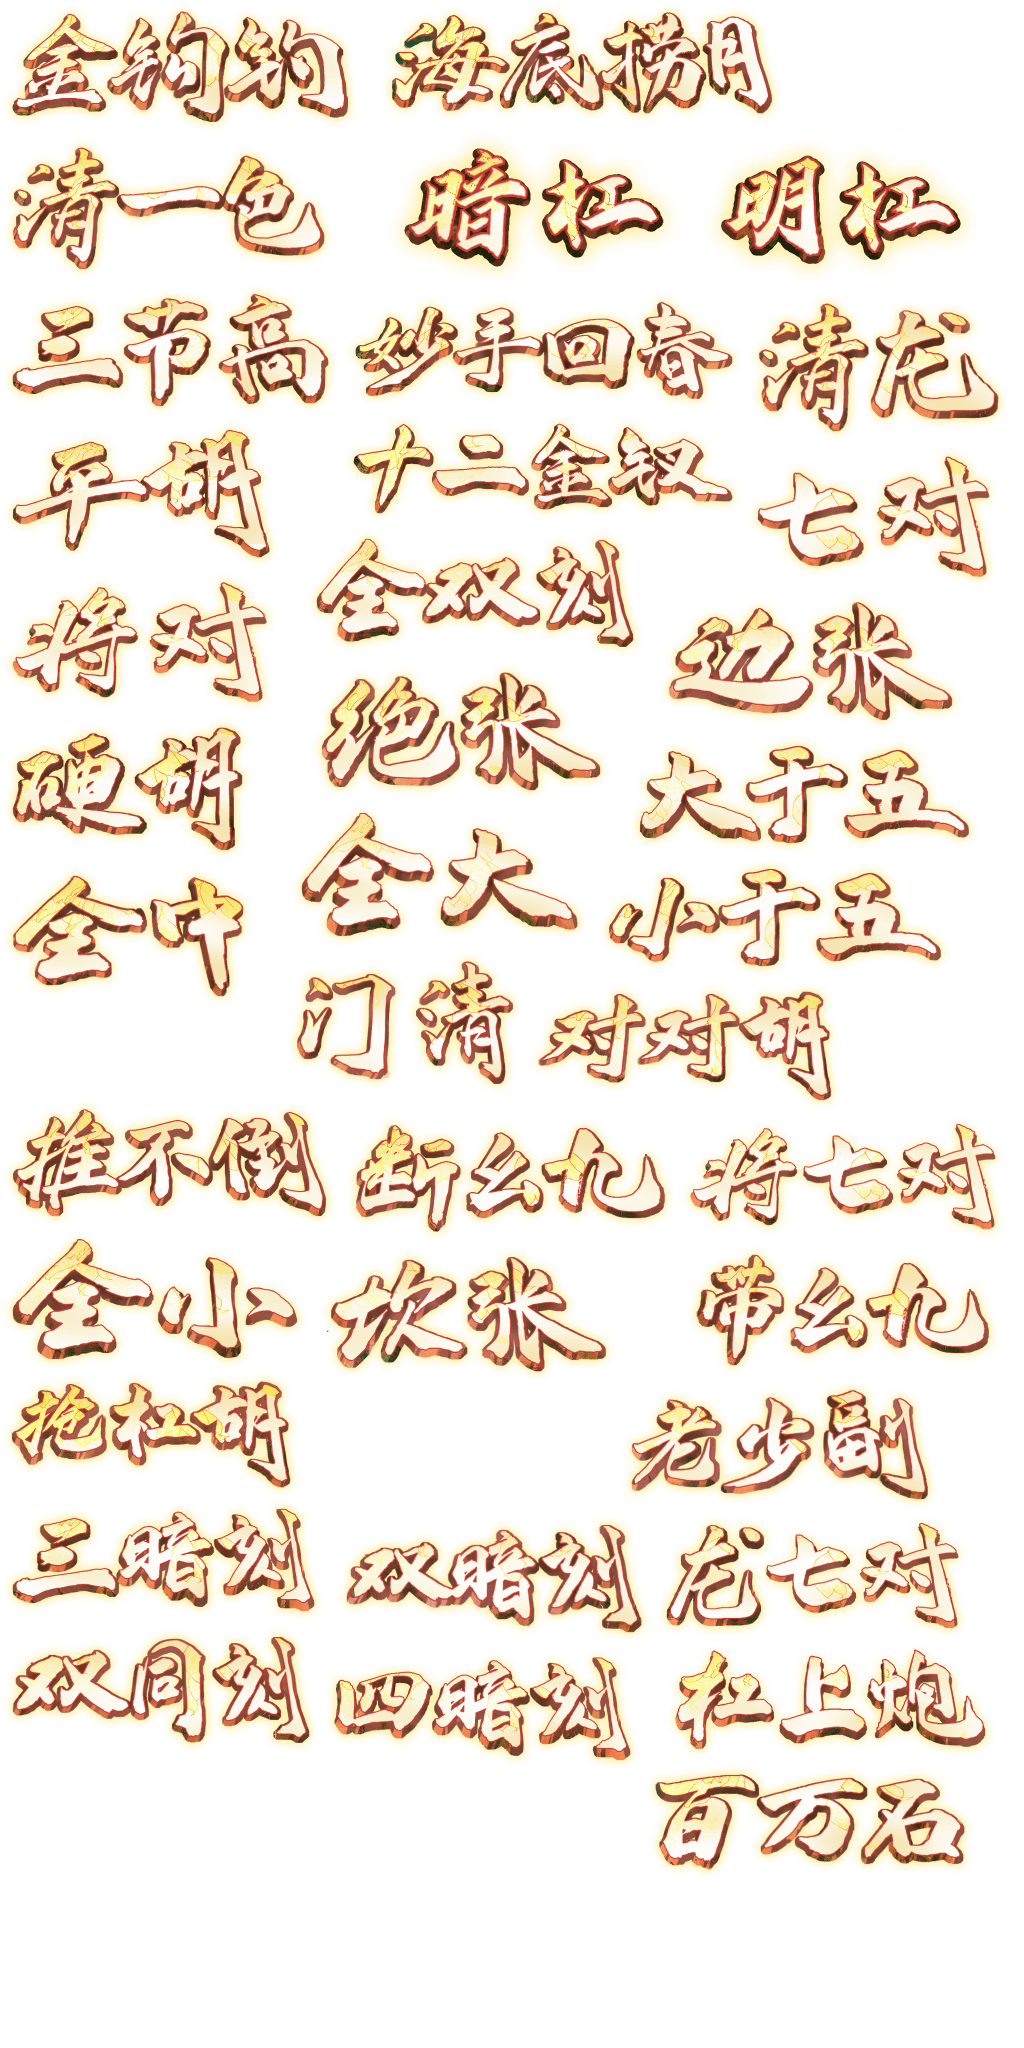 金钩钩
海底捞月
清一色
暗杠
明杠
三节高
妙手回春
清龙
平胡
十二金钗
七对
全双刻
将对
边张
绝张
硬胡
大于五
全大
全中
小于五
门清
对对胡
推不倒
断幺九
将七对
全小
坎张
带幺九
抢杠胡
老少副
三暗刻
双暗刻
龙七对
双同刻
四暗刻
杠上炮
百万石